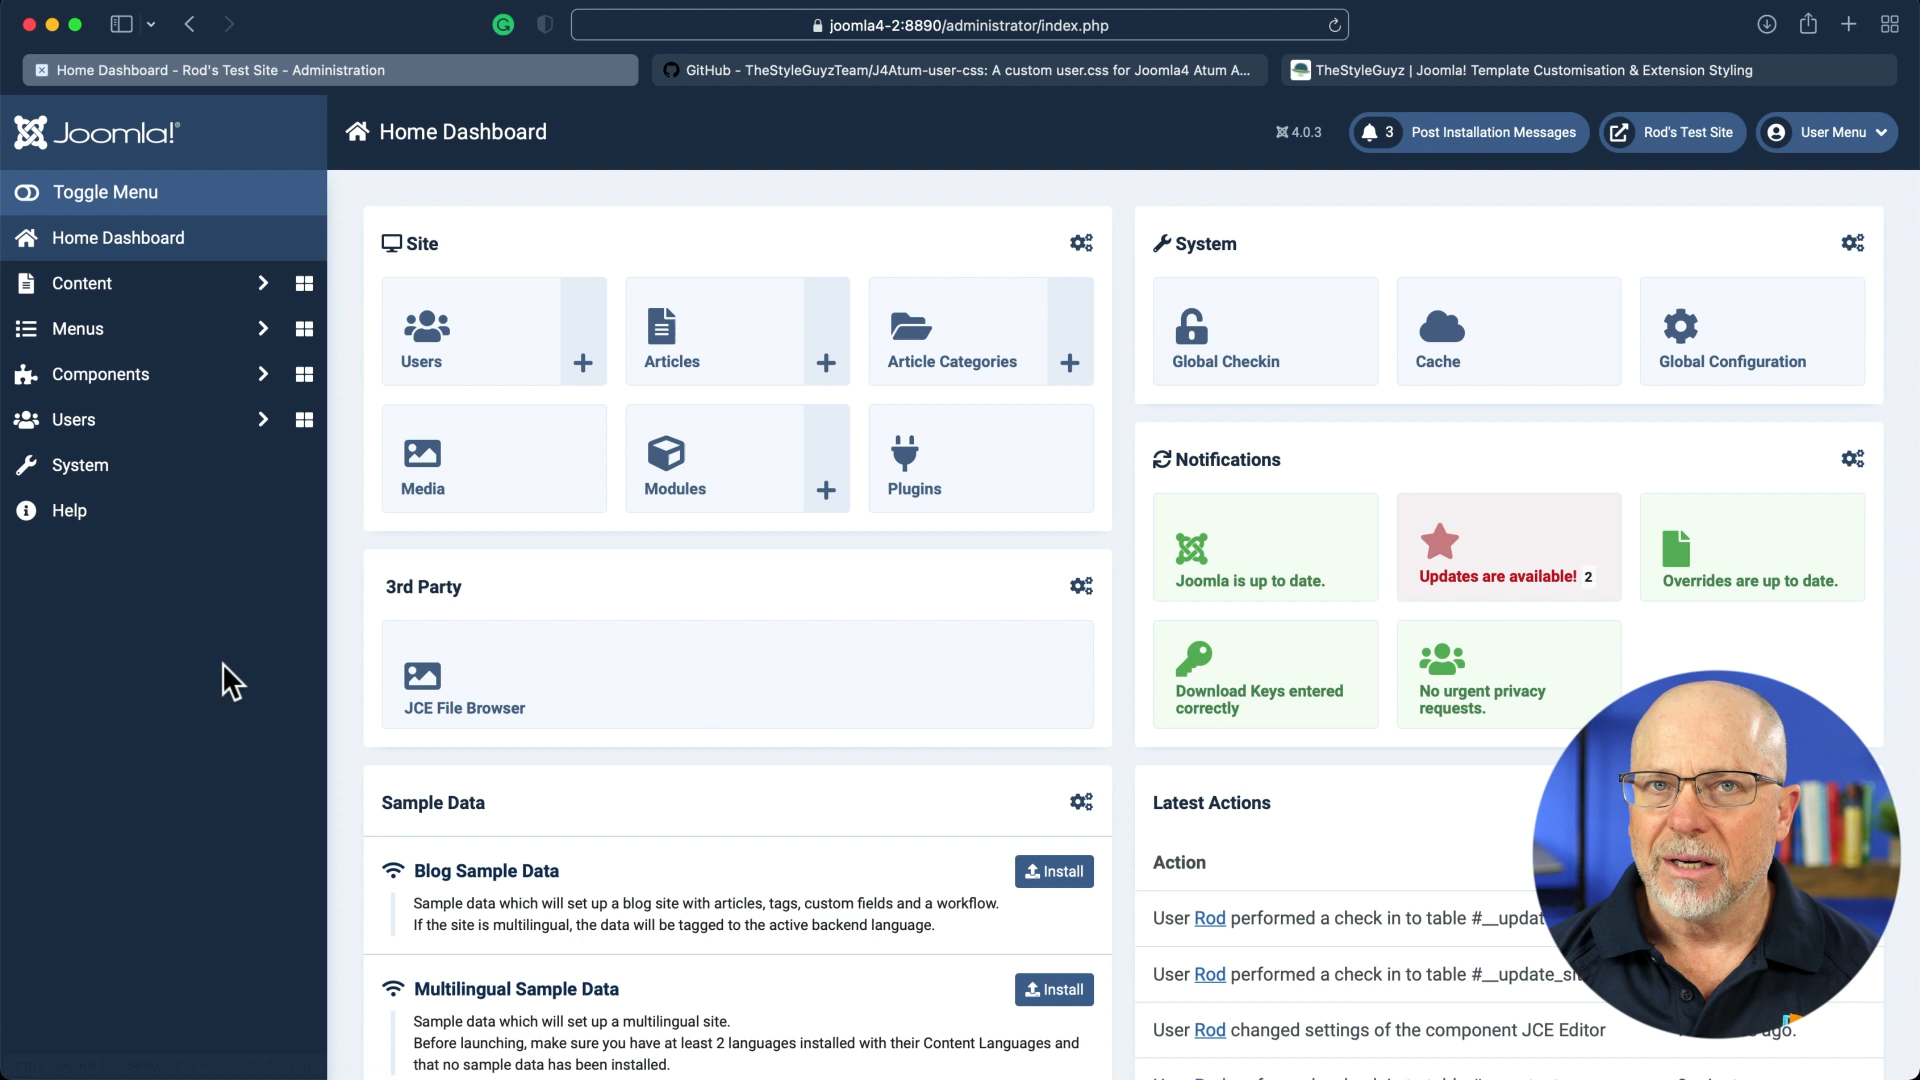 joomla4-2:8890/administrator/index.php
Home Dashboard - Rod's Test Site - Administration
GitHub - TheStyleGuyzTeam/J4Atum-user-css: A custom user.css for Joomla4 Atum A...
TheStyleGuyz | Joomla! Template Customisation & Extension Styling
Joomla!®
Home Dashboard
4.0.3
3 Post Installation Messages
Rod's Test Site
User Menu
Toggle Menu
Home Dashboard
Content
Menus
Components
Users
System
Help
Site
Users
Articles
Article Categories
Media
Modules
Plugins
3rd Party
JCE File Browser
Sample Data
Blog Sample Data
Install
Sample data which will set up a blog site with articles, tags, custom fields and a workflow.
If the site is multilingual, the data will be tagged to the active backend language.
Multilingual Sample Data
Install
Sample data which will set up a multilingual site.
Before launching, make sure you have at least 2 languages installed with their Content Languages and
that no sample data has been installed.
System
Global Checkin
Cache
Global Configuration
Notifications
Joomla is up to date.
Updates are available! 2
Overrides are up to date.
Download Keys entered
correctly
No urgent privacy
requests.
Latest Actions
Action
User Rod performed a check in to table #__updat
User Rod performed a check in to table #__update_si
User Rod changed settings of the component JCE Editor
ago.